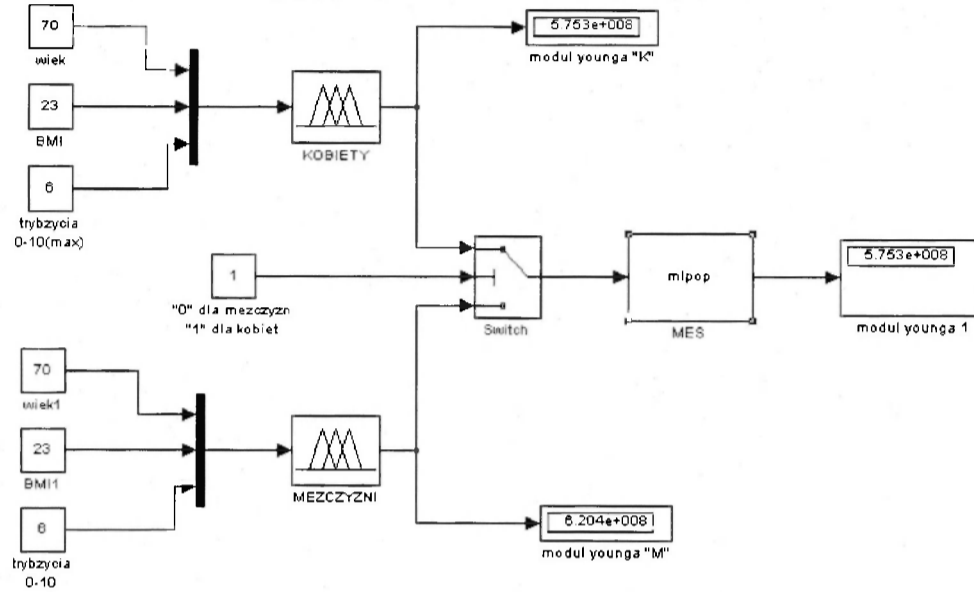 70
wiek
23
BMI
6
trybzycia
0-10(max)
KOBIETY
5.753e+008
modul younga "K"
1
"0" dla mezczyzn
"1" dla kobiet
Switch
mlpop
MES
5.753e+008
modul younga 1
70
wiek1
23
BMI1
6
trybzycia
0-10
MEZCZYZNI
6.204e+008
modul younga "M"